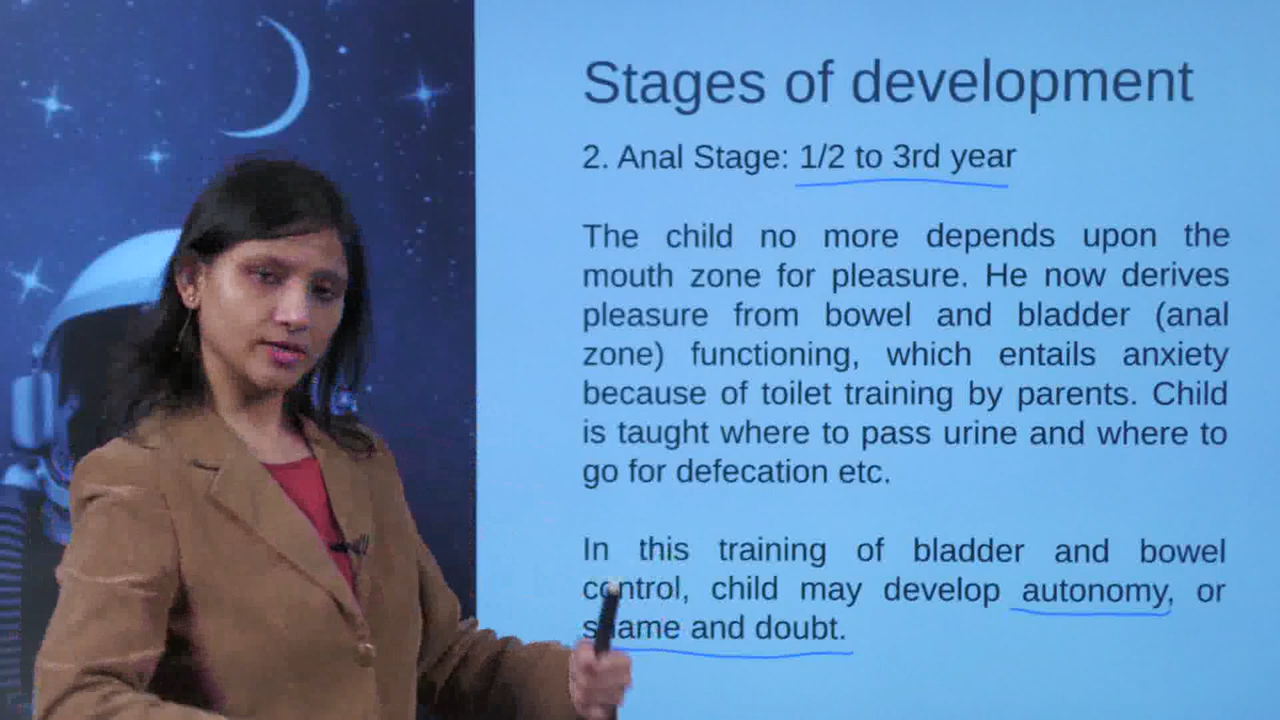 Stages of development
2. Anal Stage: 1/2 to 3rd year
The child no more depends upon the
mouth zone for pleasure. He now derives
pleasure from bowel and bladder (anal
zone) functioning, which entails anxiety
because of toilet training by parents. Child
is taught where to pass urine and where to
go for defecation etc.
In this training of bladder and bowel
control, child may develop autonomy, or
shame and doubt.